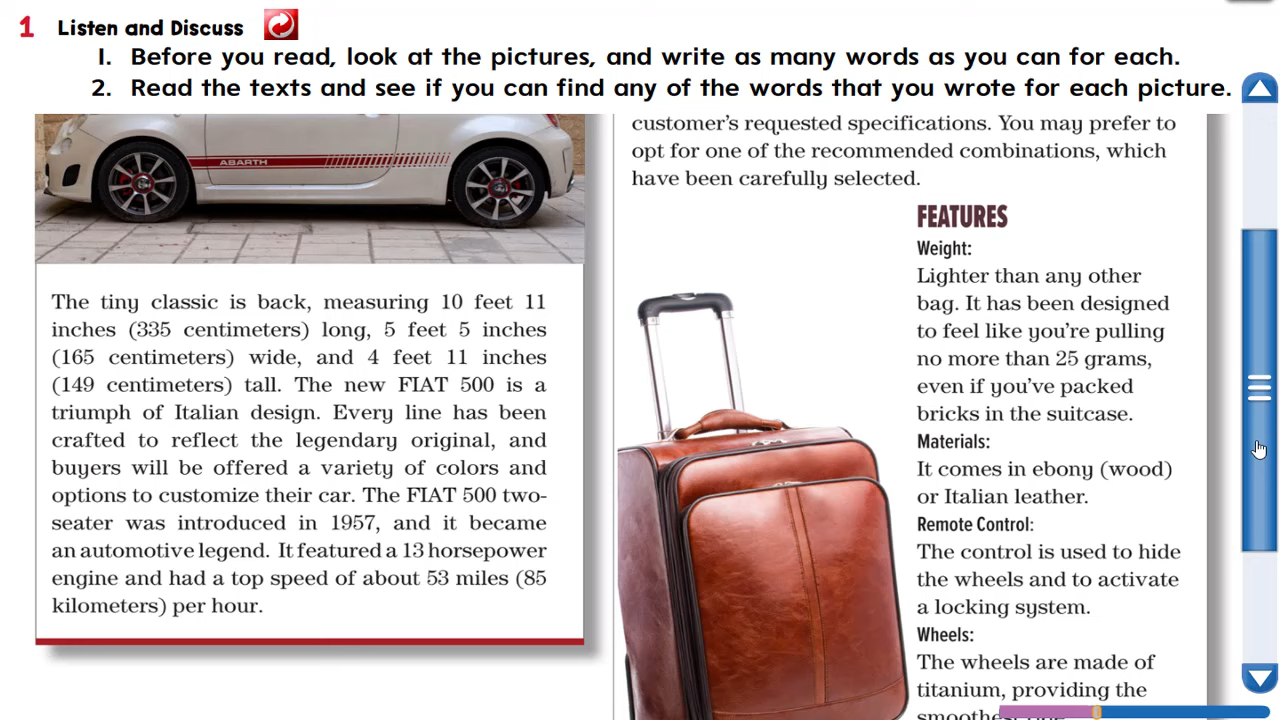 1 Listen and Discuss
1. Before you read, look at the pictures, and write as many words as you can for each.
2. Read the texts and see if you can find any of the words that you wrote for each picture.
ABARTH
The tiny classic is back, measuring 10 feet 11
inches (335 centimeters) long, 5 feet 5 inches
(165 centimeters) wide, and 4 feet 11 inches
(149 centimeters) tall. The new FIAT 500 is a
triumph of Italian design. Every line has been
crafted to reflect the legendary original, and
buyers will be offered a variety of colors and
options to customize their car. The FIAT 500 two-
seater was introduced in 1957, and it became
an automotive legend. It featured a 13 horsepower
engine and had a top speed of about 53 miles (85
kilometers) per hour.
customer's requested specifications. You may prefer to
opt for one of the recommended combinations, which
have been carefully selected.
FEATURES
Weight:
Lighter than any other
bag. It has been designed
to feel like you're pulling
no more than 25 grams,
even if you've packed
bricks in the suitcase.
Materials:
It comes in ebony (wood)
or Italian leather.
Remote Control:
The control is used to hide
the wheels and to activate
a locking system.
Wheels:
The wheels are made of
titanium, providing the